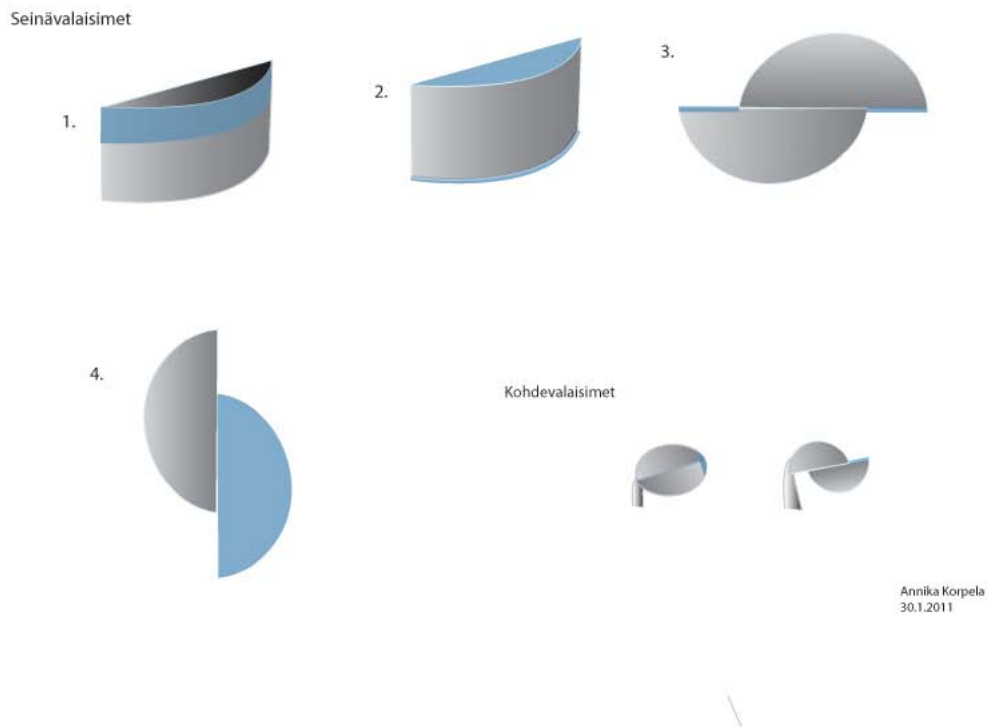 Seinävalaisimet
1.
2.
3.
4.
Kohdevalaisimet
Annika Korpela
30.1.2011